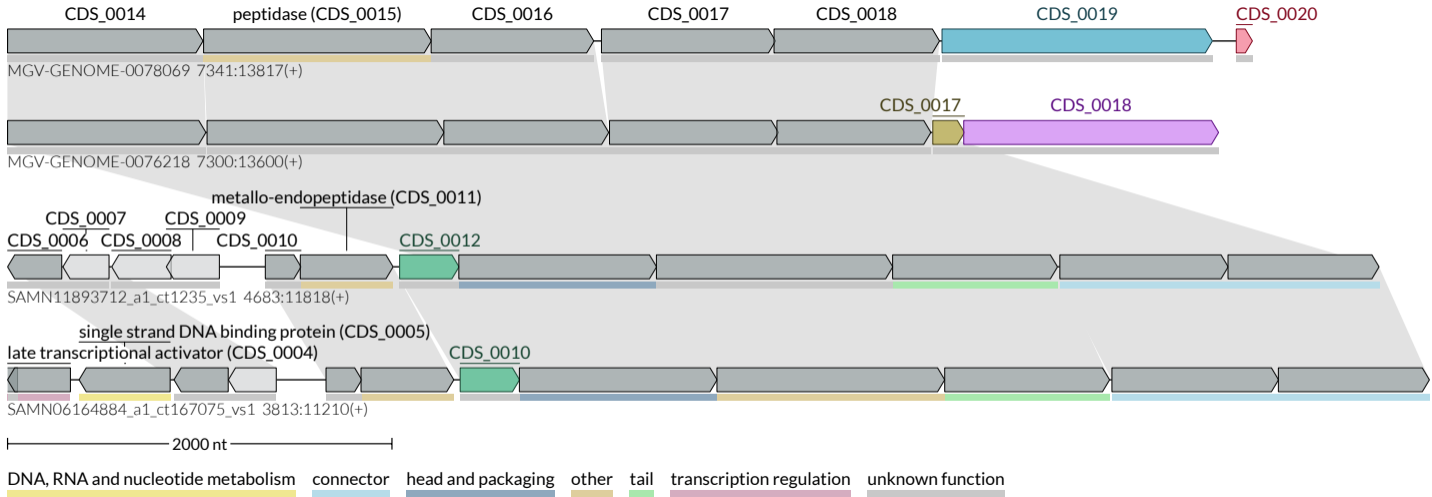 CDS_0014 peptidase (CDS_0015) CDS_0016 CDS_0017 CDS_0018 CDS_0019 CDS_0020
MGV-GENOME-0078069 7341:13817(+)
CDS_0017 CDS_0018
MGV-GENOME-0076218 7300:13600(+)
metallo-endopeptidase (CDS_0011)
CDS_0007 CDS_0009
CDS_0006 CDS_0008 CDS_0010 CDS_0012
SAMN11893712_a1_ct1235_vs1 4683:11818(+)
single strand DNA binding protein (CDS_0005)
late transcriptional activator (CDS_0004) CDS_0010
SAMN06164884_a1_ct167075_vs1 3813:11210(+)
2000 nt
DNA, RNA and nucleotide metabolism connector head and packaging other tail transcription regulation unknown function